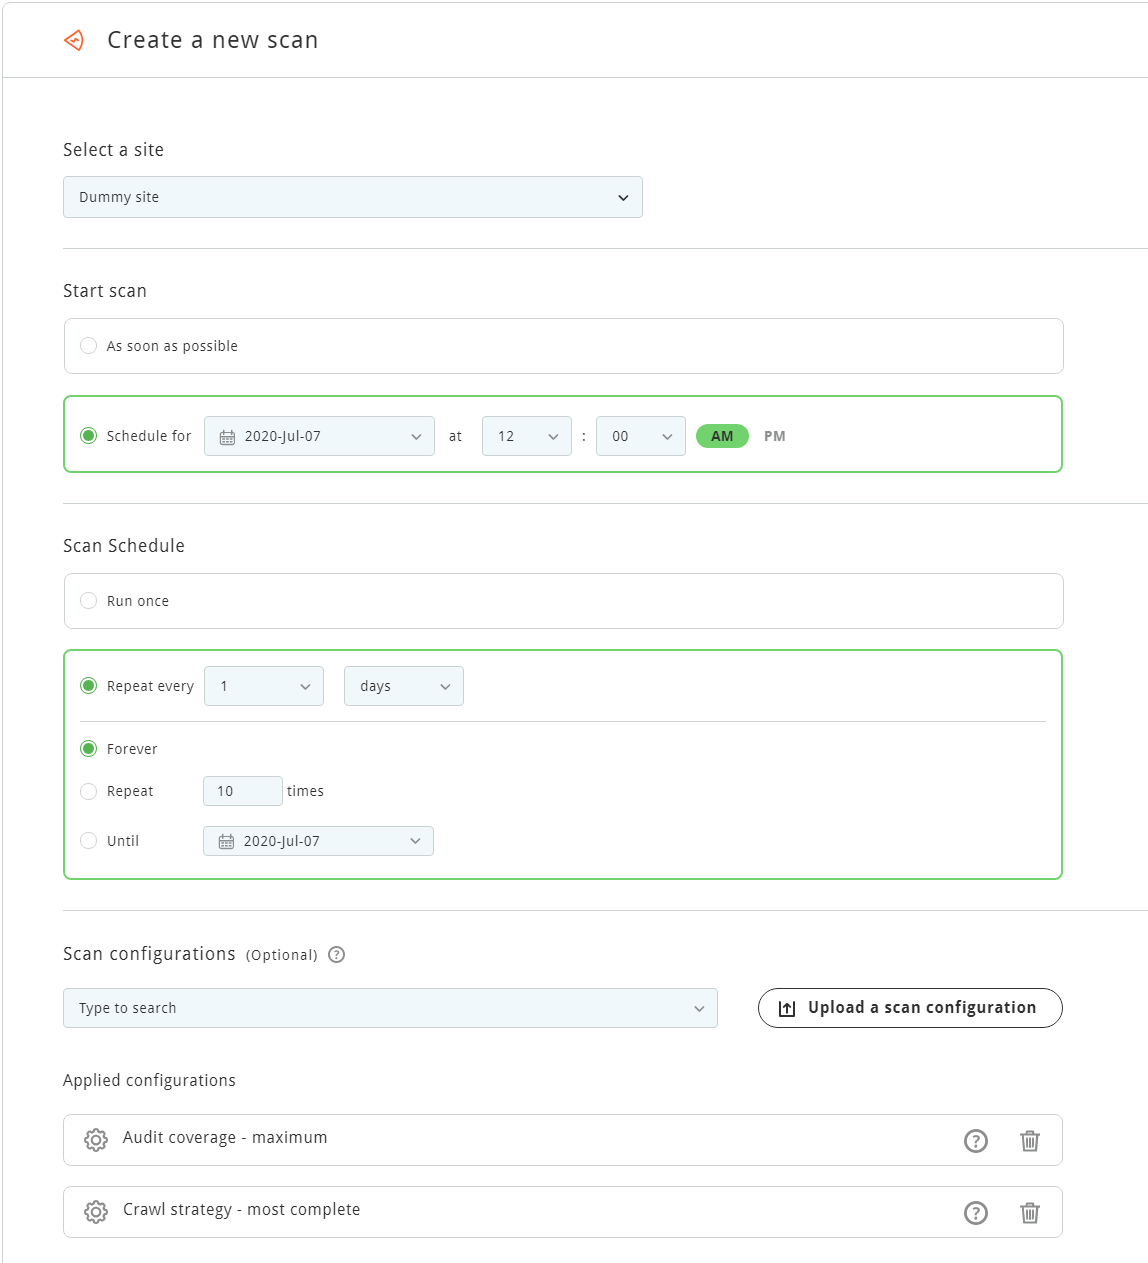 Create a new scan
Select a site
Dummy site
Start scan
As soon as possible
Schedule for 2020-Jul-07 at 12 : 00 AM PM
Scan Schedule
Run once
Repeat every 1 days
Forever
Repeat 10 times
Until 2020-Jul-07
Scan configurations (Optional) ?
Type to search Upload a scan configuration
Applied configurations
Audit coverage - maximum ?
Crawl strategy - most complete ?